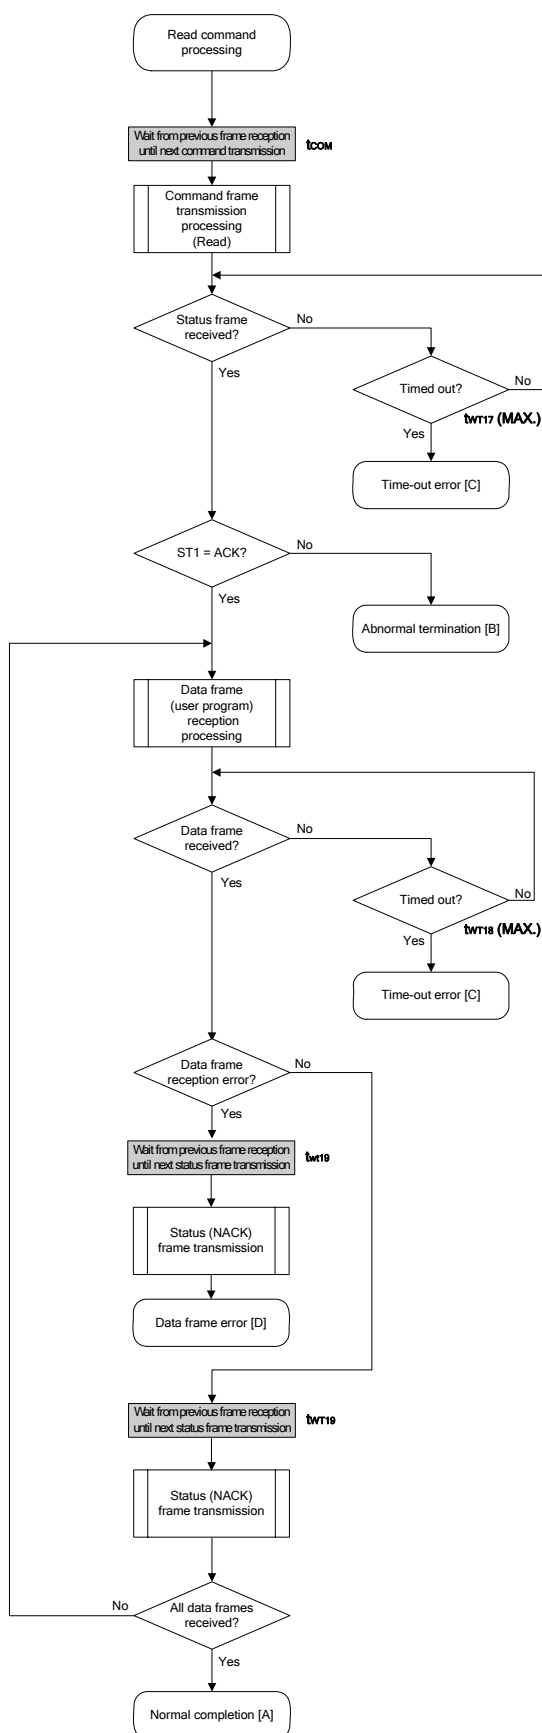 Read command
processing
Wait from previous frame reception
until next command transmission
tCOM
Command frame
transmission
processing
(Read)
Status frame
received?
No
Yes
Timed out?
No
tWT17 (MAX.)
Yes
Time-out error [C]
ST1 = ACK?
No
Yes
Abnormal termination [B]
Data frame
(user program)
reception
processing
Data frame
received?
No
Yes
Timed out?
No
tWT18 (MAX.)
Yes
Time-out error [C]
Data frame
reception error?
No
Yes
Wait from previous frame reception
until next status frame transmission
twt19
Status (NACK)
frame transmission
Data frame error [D]
Wait from previous frame reception
until next status frame transmission
tWT19
Status (NACK)
frame transmission
All data frames
received?
No
Yes
Normal completion [A]